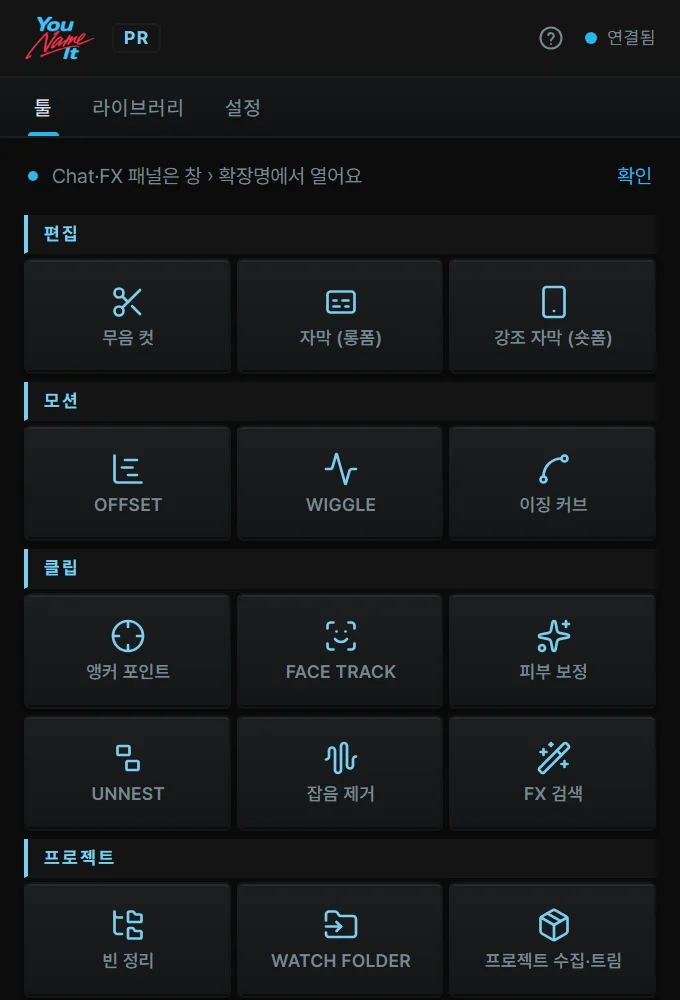 You
Name
It
PR
연결됨
툴 라이브러리 설정
Chat·FX 패널은 창 › 확장명에서 열어요 확인
편집
무음 컷 자막 (롱폼) 강조 자막 (숏폼)
모션
OFFSET WIGGLE 이징 커브
클립
앵커 포인트 FACE TRACK 피부 보정
UNNEST 잡음 제거 FX 검색
프로젝트
빈 정리 WATCH FOLDER 프로젝트 수집·트림